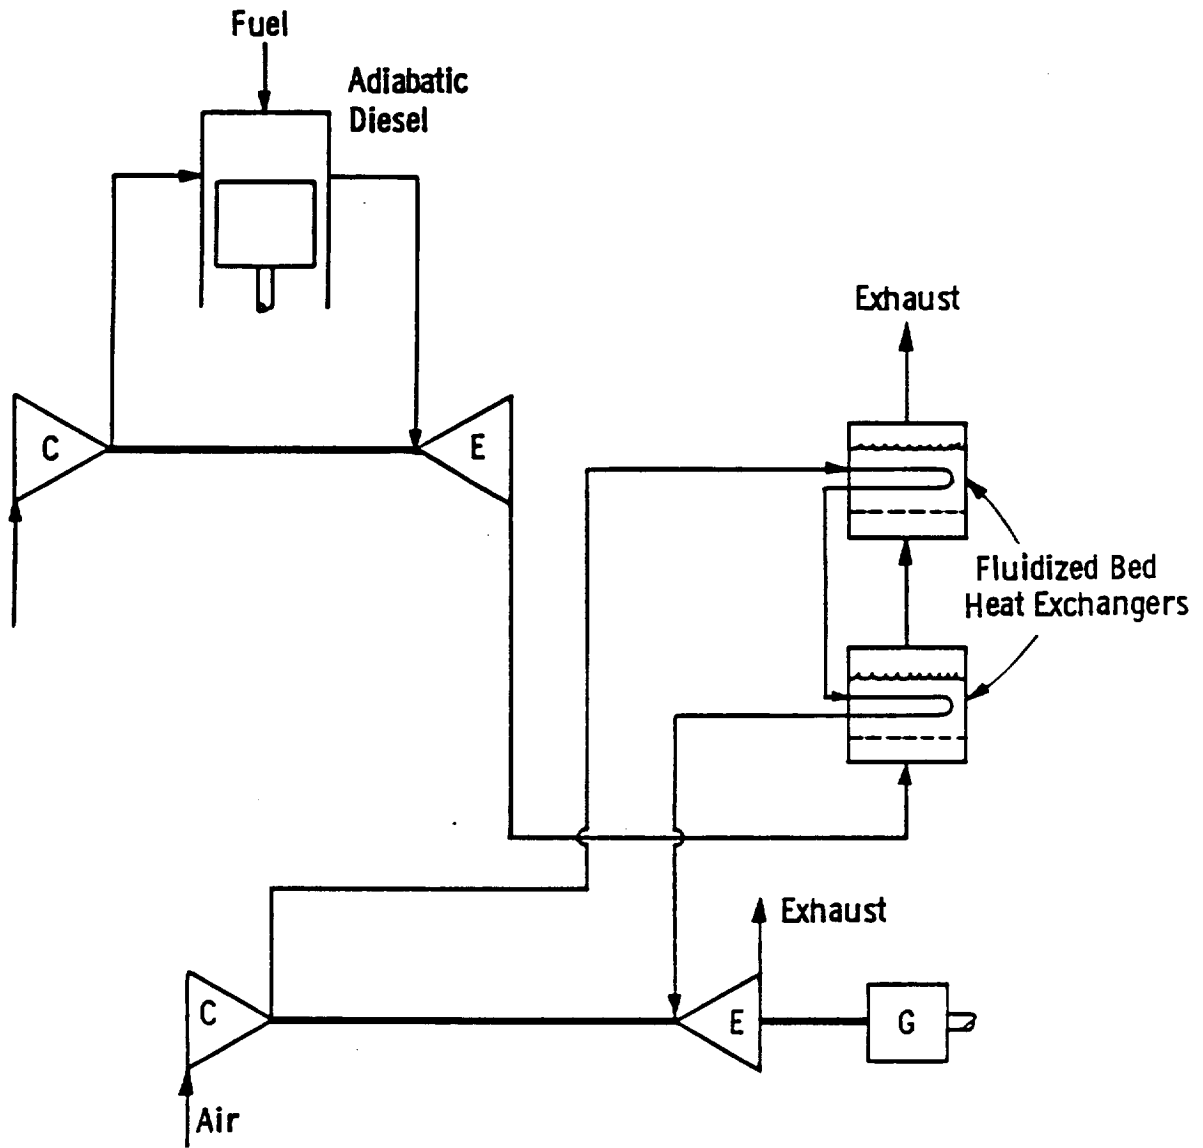 Fuel
Adiabatic
Diesel
C
E
Exhaust
Fluidized Bed
Heat Exchangers
Exhaust
C
E
G
Air